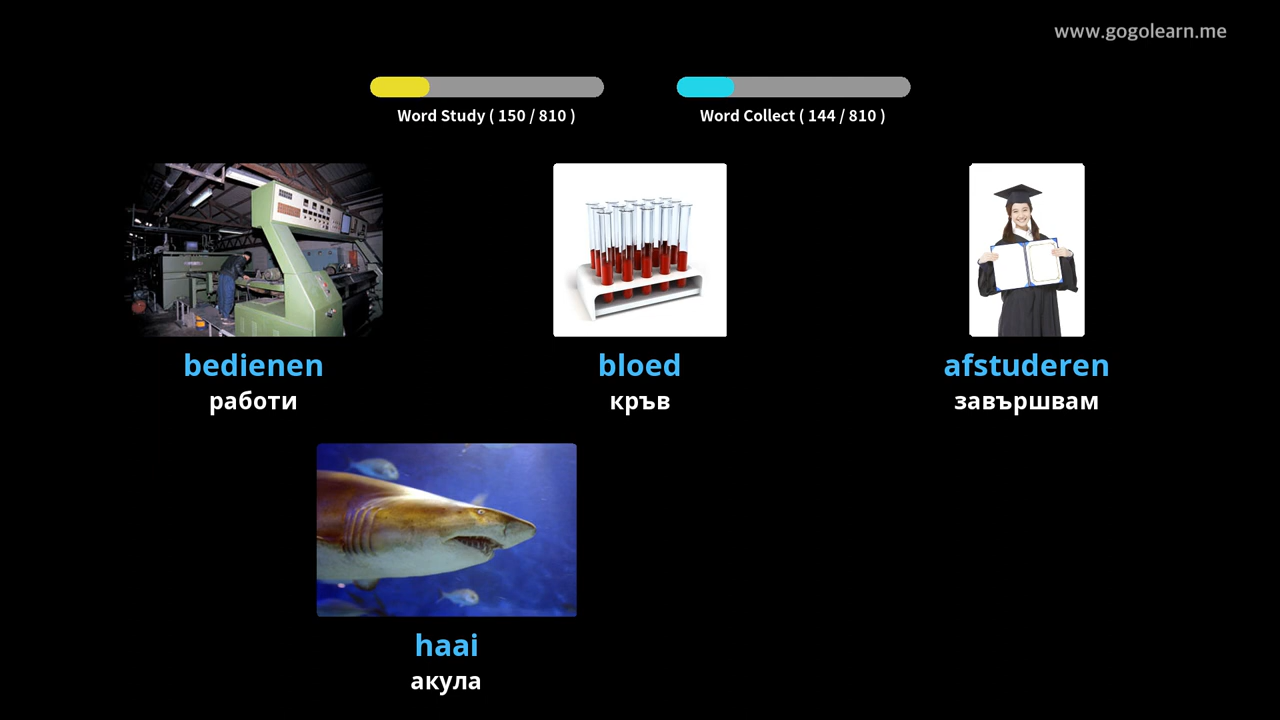 www.gogolearn.me
Word Study ( 150 / 810 )
Word Collect ( 144 / 810 )
bedienen
работи
bloed
кръв
afstuderen
завършвам
haai
акула